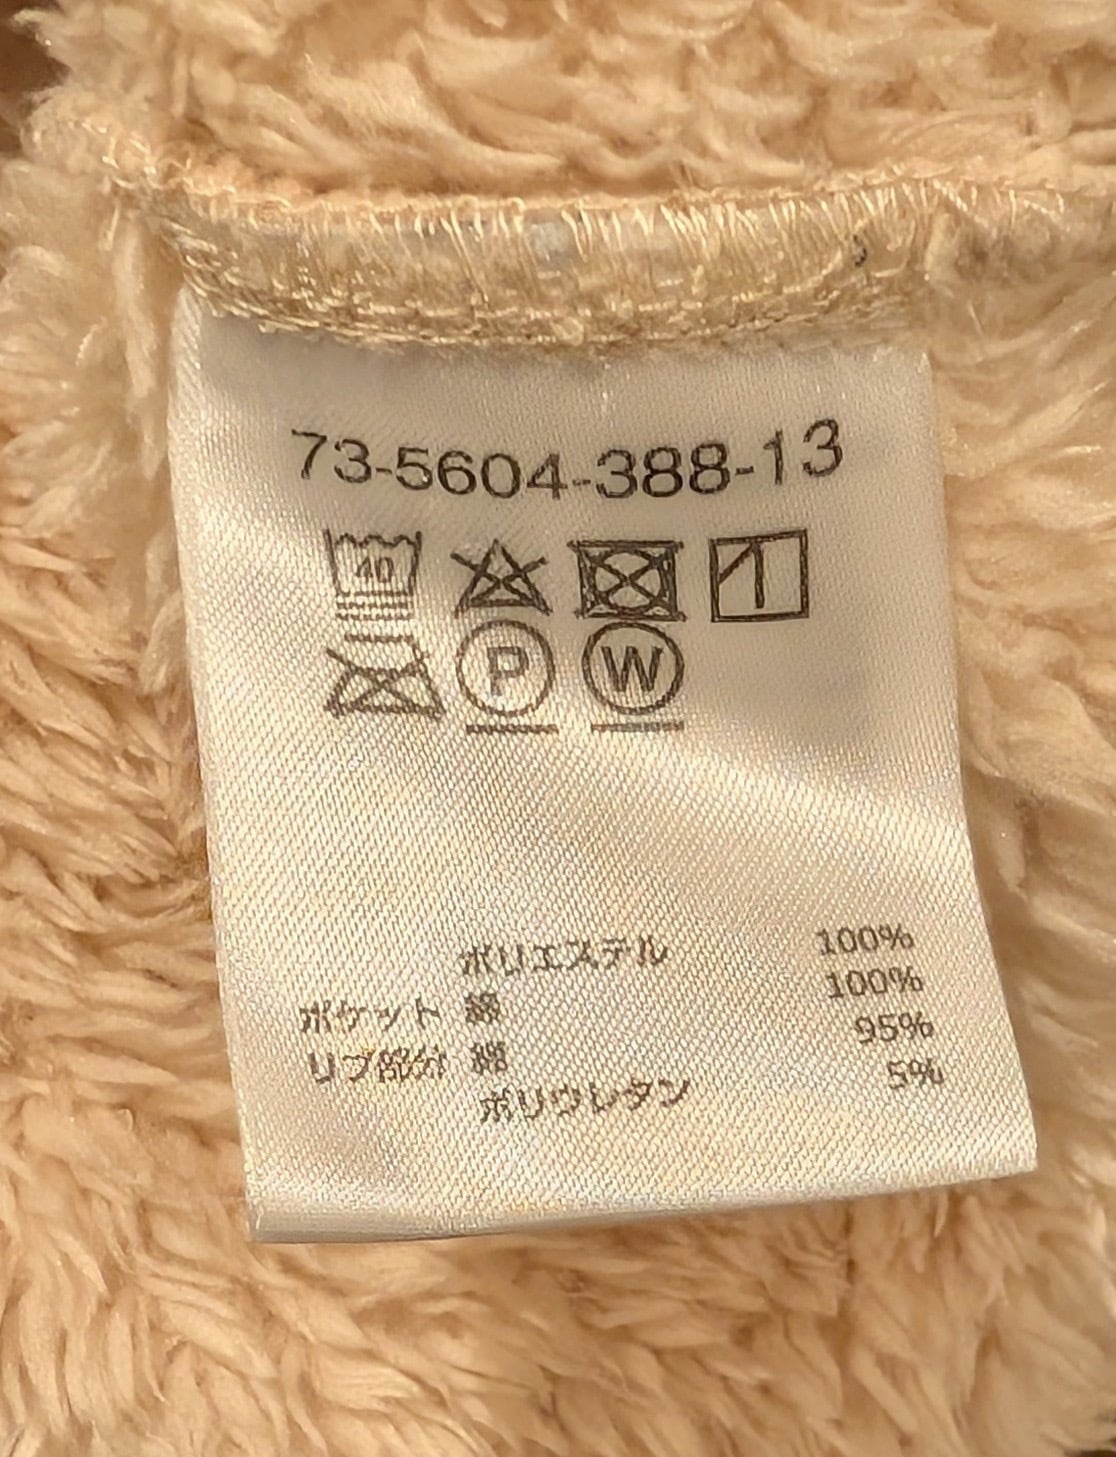 73-5604-388-13
40
P W
ポリエステル 100%
ポケット 綿 100%
リブ部分 綿 95%
ポリウレタン 5%